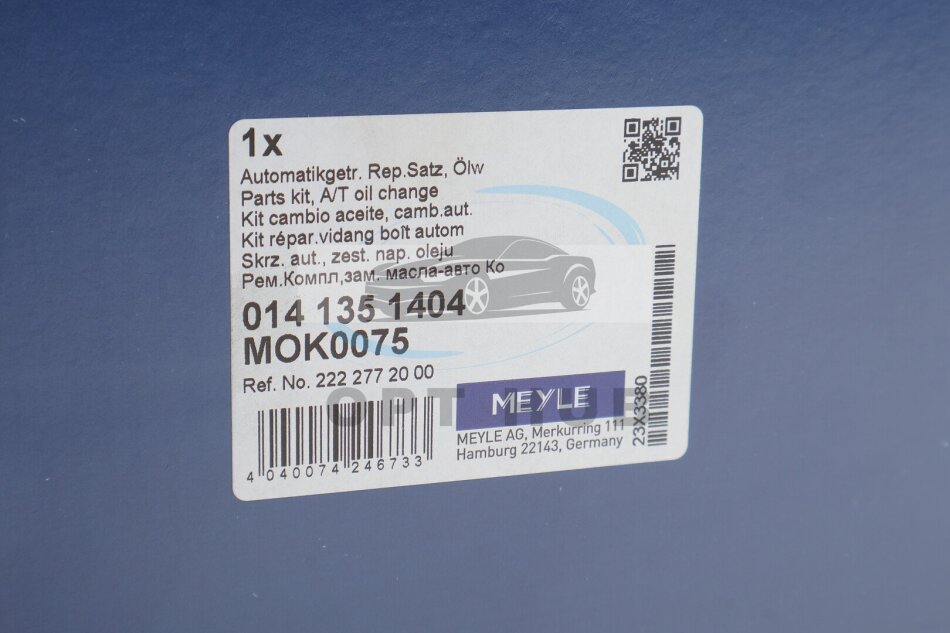 1x
Automatikgetr. Rep.Satz, Ölw
Parts kit, A/T oil change
Kit cambio aceite, camb.aut.
Kit répar.vidang boît autom
Skrz. aut., zest. nap. oleju
Рем.Компл,зам. масла-авто Ко
014 135 1404
MOK0075
Ref. No. 222 277 20 00
4 040074 246733
MEYLE
MEYLE AG, Merkurring 111
Hamburg 22143, Germany
23X3380
OPT HUB